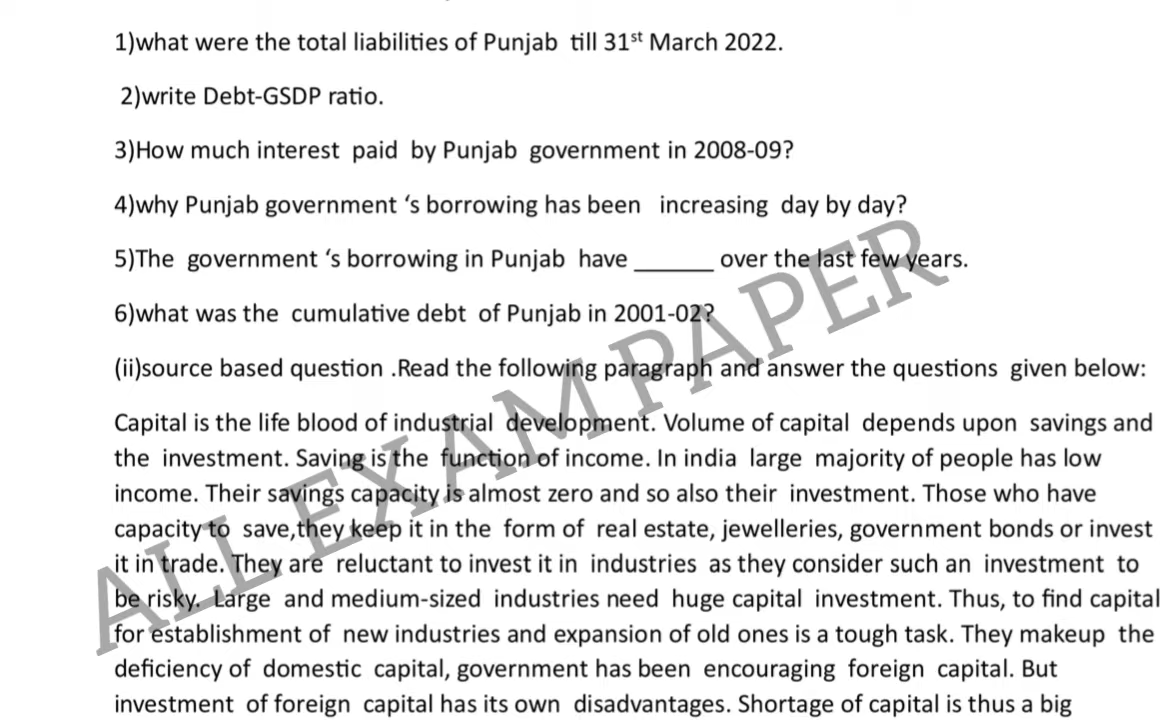 1)what were the total liabilities of Punjab till 31st March 2022.
2)write Debt-GSDP ratio.
3)How much interest paid by Punjab government in 2008-09?
4)why Punjab government ‘s borrowing has been increasing day by day?
5)The government ‘s borrowing in Punjab have ______ over the last few years.
6)what was the cumulative debt of Punjab in 2001-02?
(ii)source based question .Read the following paragraph and answer the questions given below:
Capital is the life blood of industrial development. Volume of capital depends upon savings and
the investment. Saving is the function of income. In india large majority of people has low
income. Their savings capacity is almost zero and so also their investment. Those who have
capacity to save,they keep it in the form of real estate, jewelleries, government bonds or invest
it in trade. They are reluctant to invest it in industries as they consider such an investment to
be risky. Large and medium-sized industries need huge capital investment. Thus, to find capital
for establishment of new industries and expansion of old ones is a tough task. They makeup the
deficiency of domestic capital, government has been encouraging foreign capital. But
investment of foreign capital has its own disadvantages. Shortage of capital is thus a big
ALL EXAM PAPER